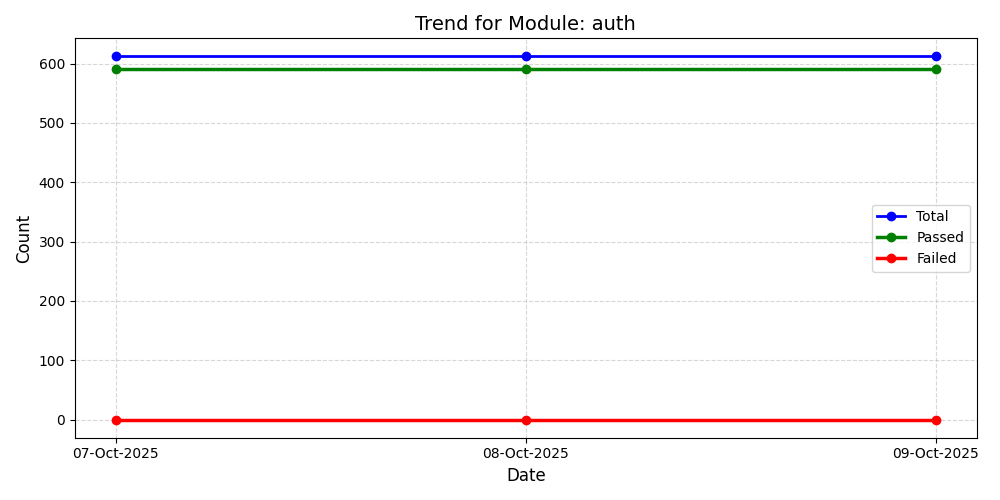 Trend for Module: auth
Count
600
500
400
300
200
100
0
Total
Passed
Failed
07-Oct-2025
08-Oct-2025
09-Oct-2025
Date